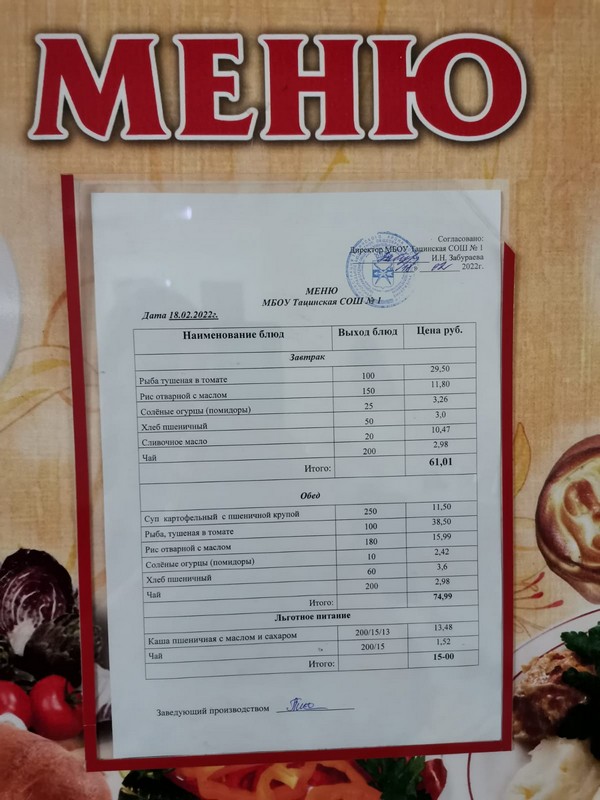 МЕНЮ
Согласовано:
Директор МБОУ Тацинская СОШ № 1
И.Н. Забураева
2022г.
МЕНЮ
МБОУ Тацинская СОШ № 1
Дата 18.02.2022г.
Наименование блюд Выход блюд Цена руб.
Завтрак
Рыба тушеная в томате 100 29,50
Рис отварной с маслом 150 11,80
Солёные огурцы (помидоры) 25 3,26
Хлеб пшеничный 50 3,0
Сливочное масло 20 10,47
Чай 200 2,98
Итого: 61,01
Обед
Суп картофельный с пшеничной крупой 250 11,50
Рыба, тушеная в томате 100 38,50
Рис отварной с маслом 180 15,99
Солёные огурцы (помидоры) 10 2,42
Хлеб пшеничный 60 3,6
Чай 200 2,98
Итого: 74,99
Льготное питание
Каша пшеничная с маслом и сахаром 200/15/13 13,48
Чай 200/15 1,52
Итого: 15-00
Заведующий производством